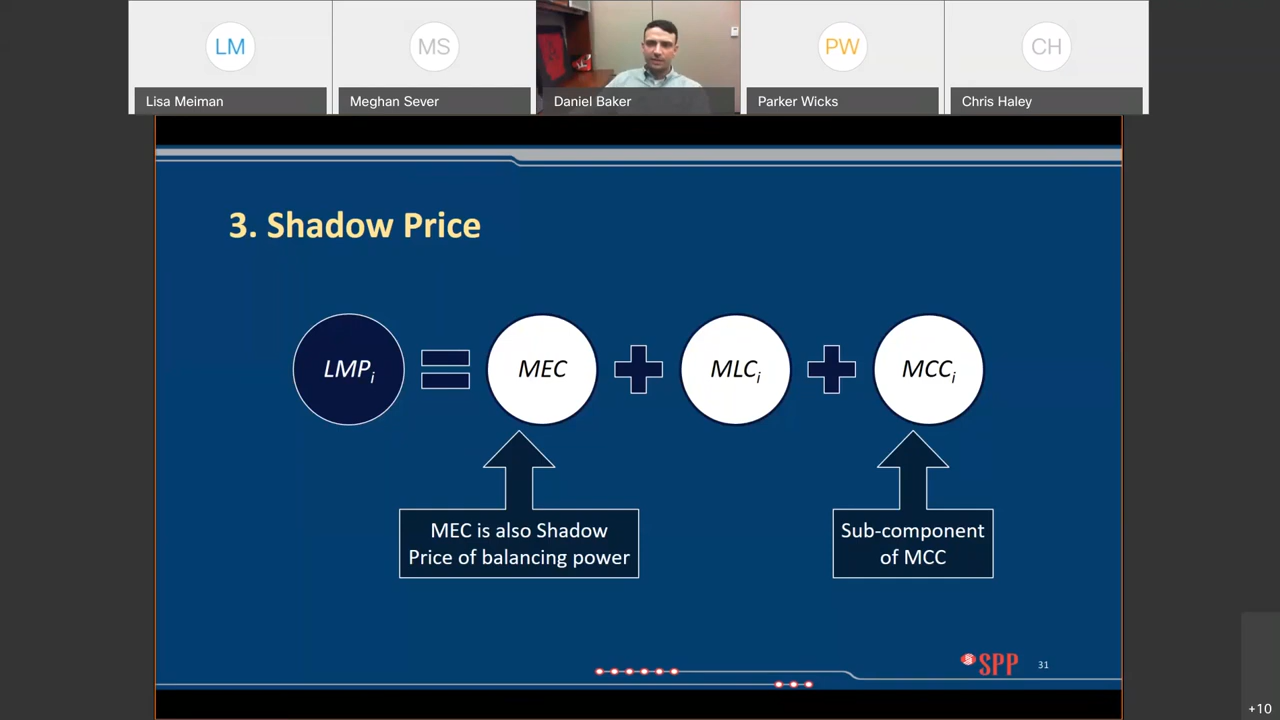 LM
MS
PW
CH
Lisa Meiman
Meghan Sever
Daniel Baker
Parker Wicks
Chris Haley
3. Shadow Price
LMPi
MEC
MLCi
MCCi
MEC is also Shadow
Price of balancing power
Sub-component
of MCC
SPP
31
+10